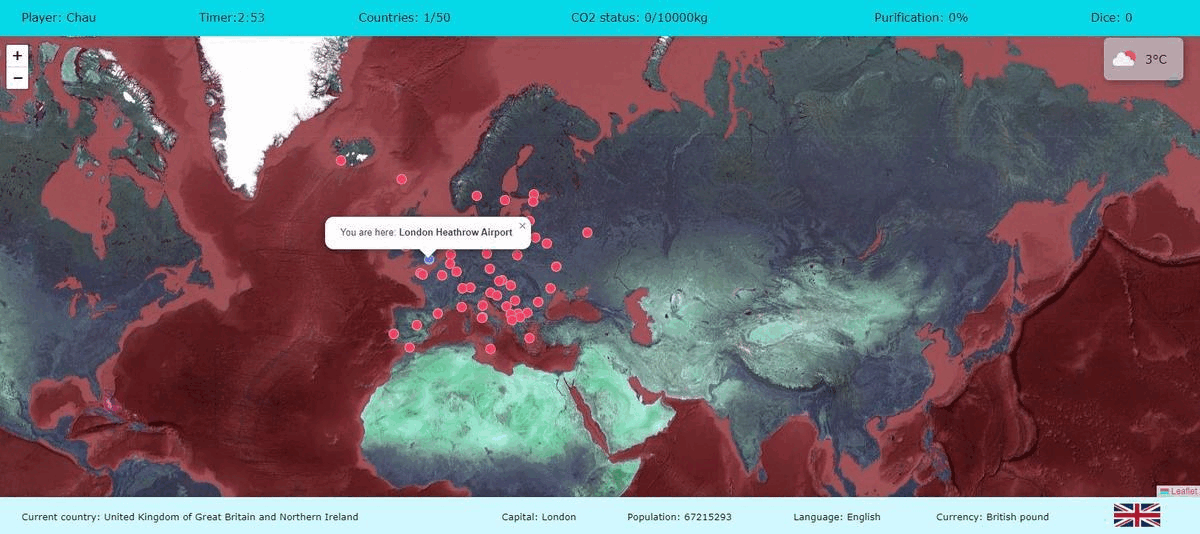 Player: Chau Timer:2:53 Countries: 1/50 CO2 status: 0/10000kg Purification: 0% Dice: 0
+
−
3°C
You are here: London Heathrow Airport ×
Leaflet
Current country: United Kingdom of Great Britain and Northern Ireland Capital: London Population: 67215293 Language: English Currency: British pound